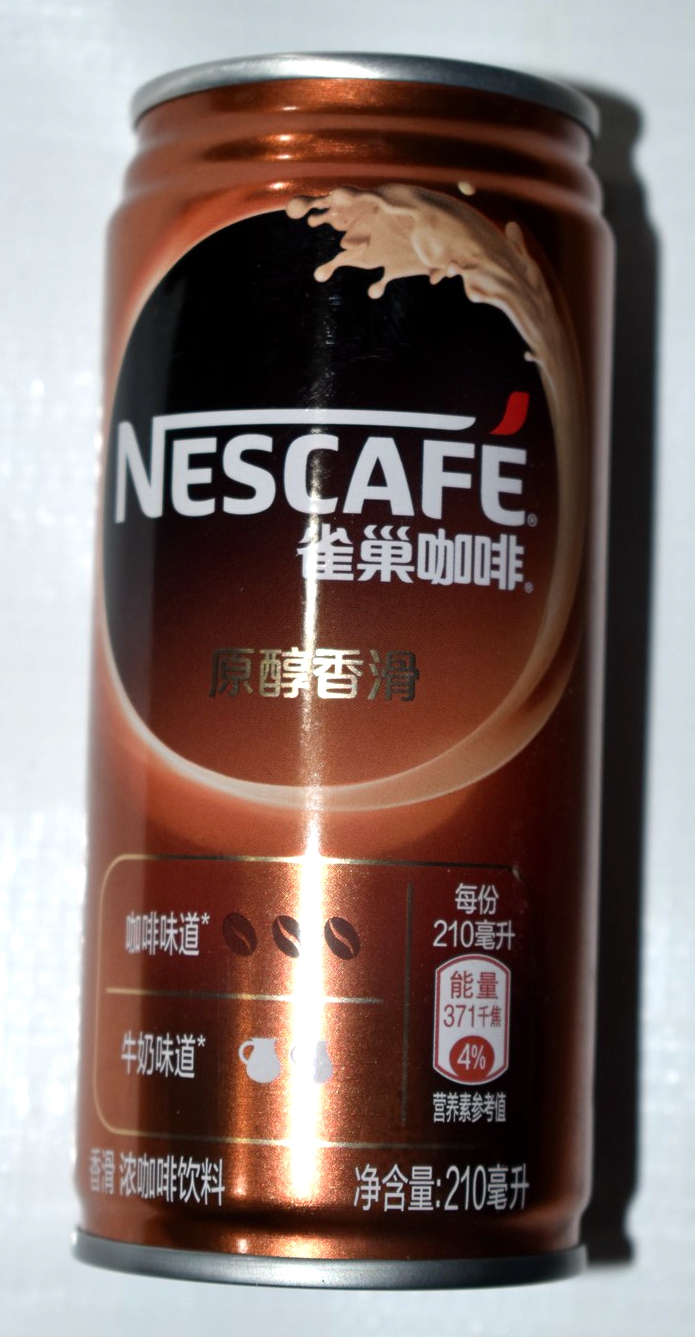 NESCAFÉ®
雀巢咖啡®
原醇香滑
咖啡味道*
牛奶味道*
每份
210毫升
能量
371千焦
4%
营养素参考值
香滑 浓咖啡饮料
净含量:210毫升